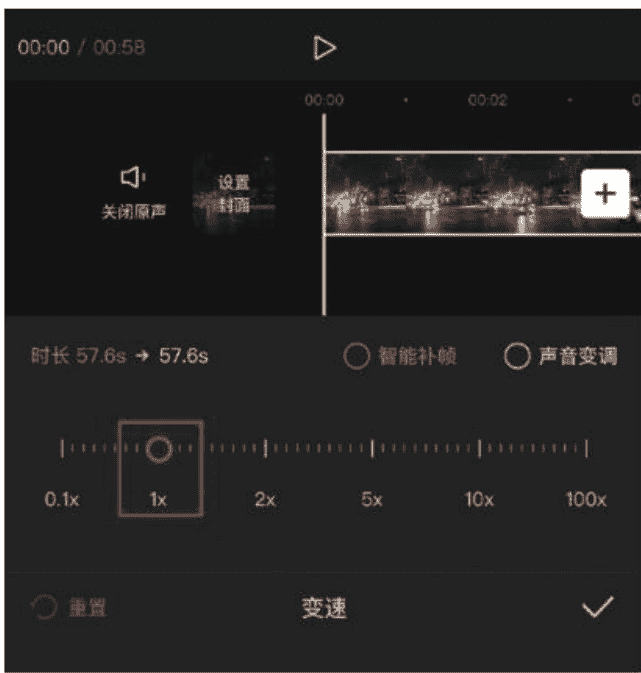 00:00 / 00:58
00:00 00:02 0
关闭原声
设置
封面
时长 57.6s → 57.6s 智能补帧 声音变调
0.1x 1x 2x 5x 10x 100x
重置 变速